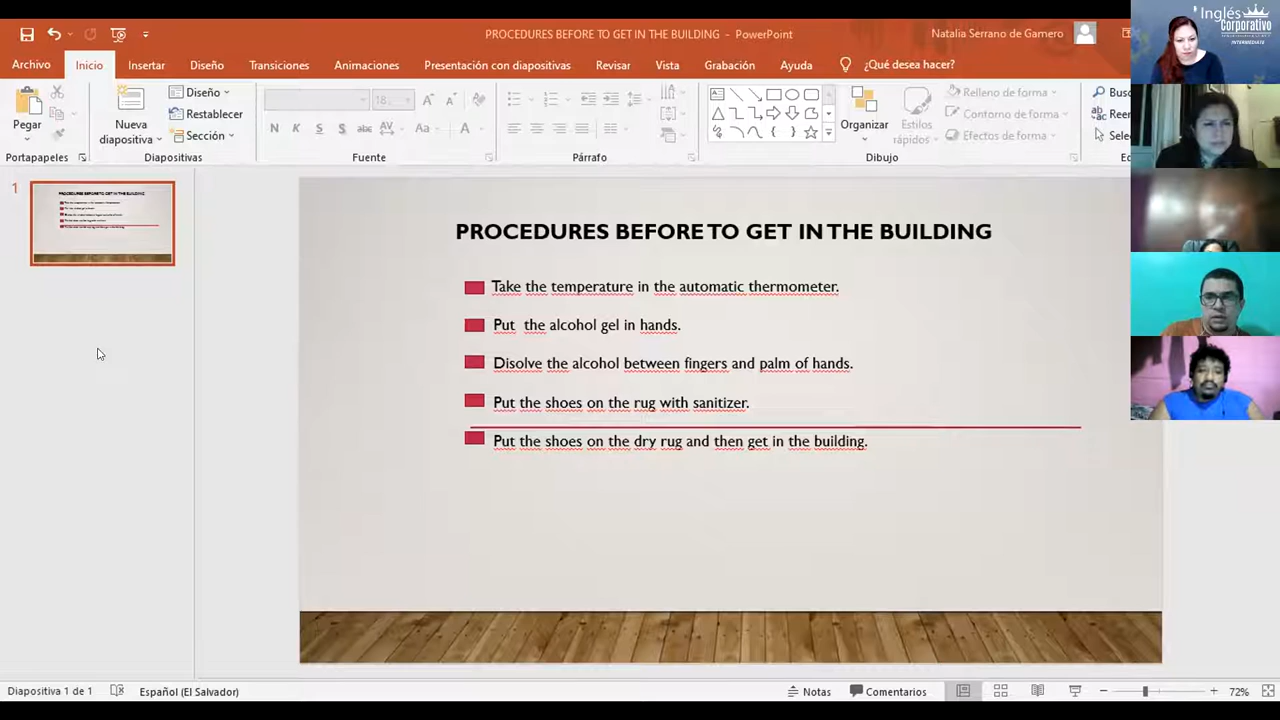 PROCEDURES BEFORE TO GET IN THE BUILDING - PowerPoint
Natalia Serrano de Gamero
Inglés
Corporativo
INTERMEDIATE
Archivo Inicio Insertar Diseño Transiciones Animaciones Presentación con diapositivas Revisar Vista Grabación Ayuda ¿Qué desea hacer?
Pegar
Nueva
diapositiva
Diseño
Restablecer
Sección
18
N K S S abc AV Aa A
Organizar
Estilos
rápidos
Relleno de forma
Contorno de forma
Efectos de forma
Portapapeles Diapositivas Fuente Párrafo Dibujo
1
PROCEDURES BEFORE TO GET IN THE BUILDING
Take the temperature in the automatic thermometer.
Put the alcohol gel in hands.
Disolve the alcohol between fingers and palm of hands.
Put the shoes on the rug with sanitizer.
Put the shoes on the dry rug and then get in the building.
Diapositiva 1 de 1 Español (El Salvador) Notas Comentarios 72%